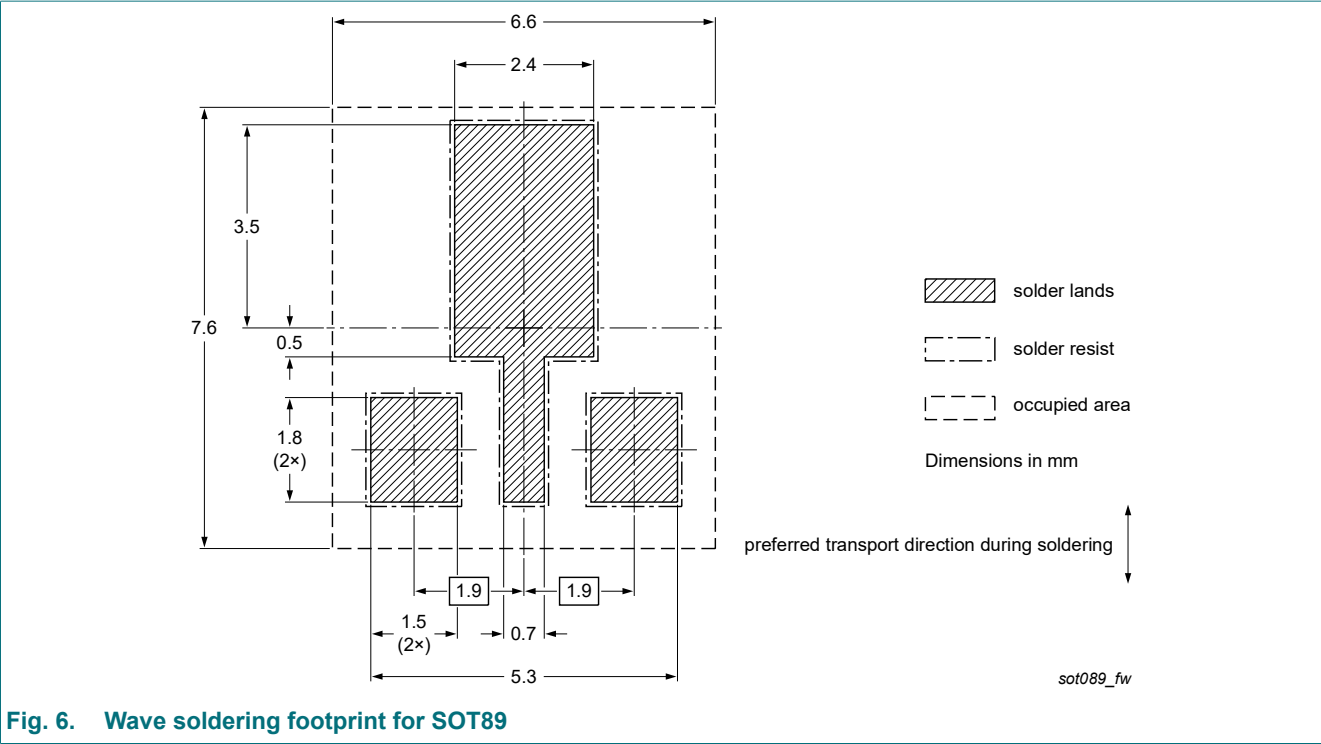 6.6
2.4
3.5
7.6
0.5
1.8
(2×)
solder lands
solder resist
occupied area
Dimensions in mm
preferred transport direction during soldering
1.9
1.9
1.5
(2×)
0.7
5.3
sot089_fw
Fig. 6. Wave soldering footprint for SOT89